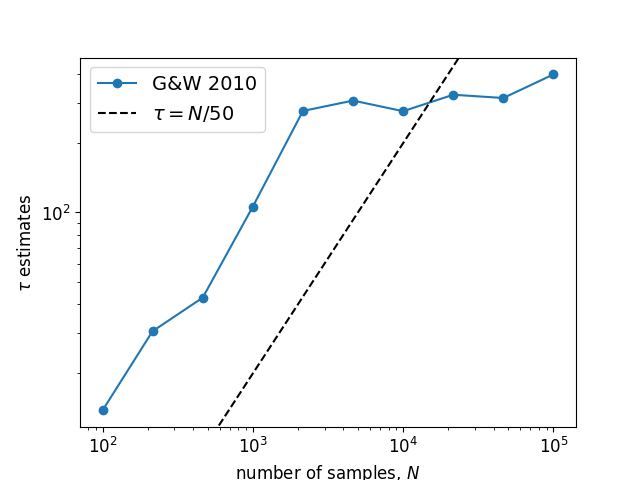 G&W 2010
τ = N/50
τ estimates
10²
10² 10³ 10⁴ 10⁵
number of samples, N